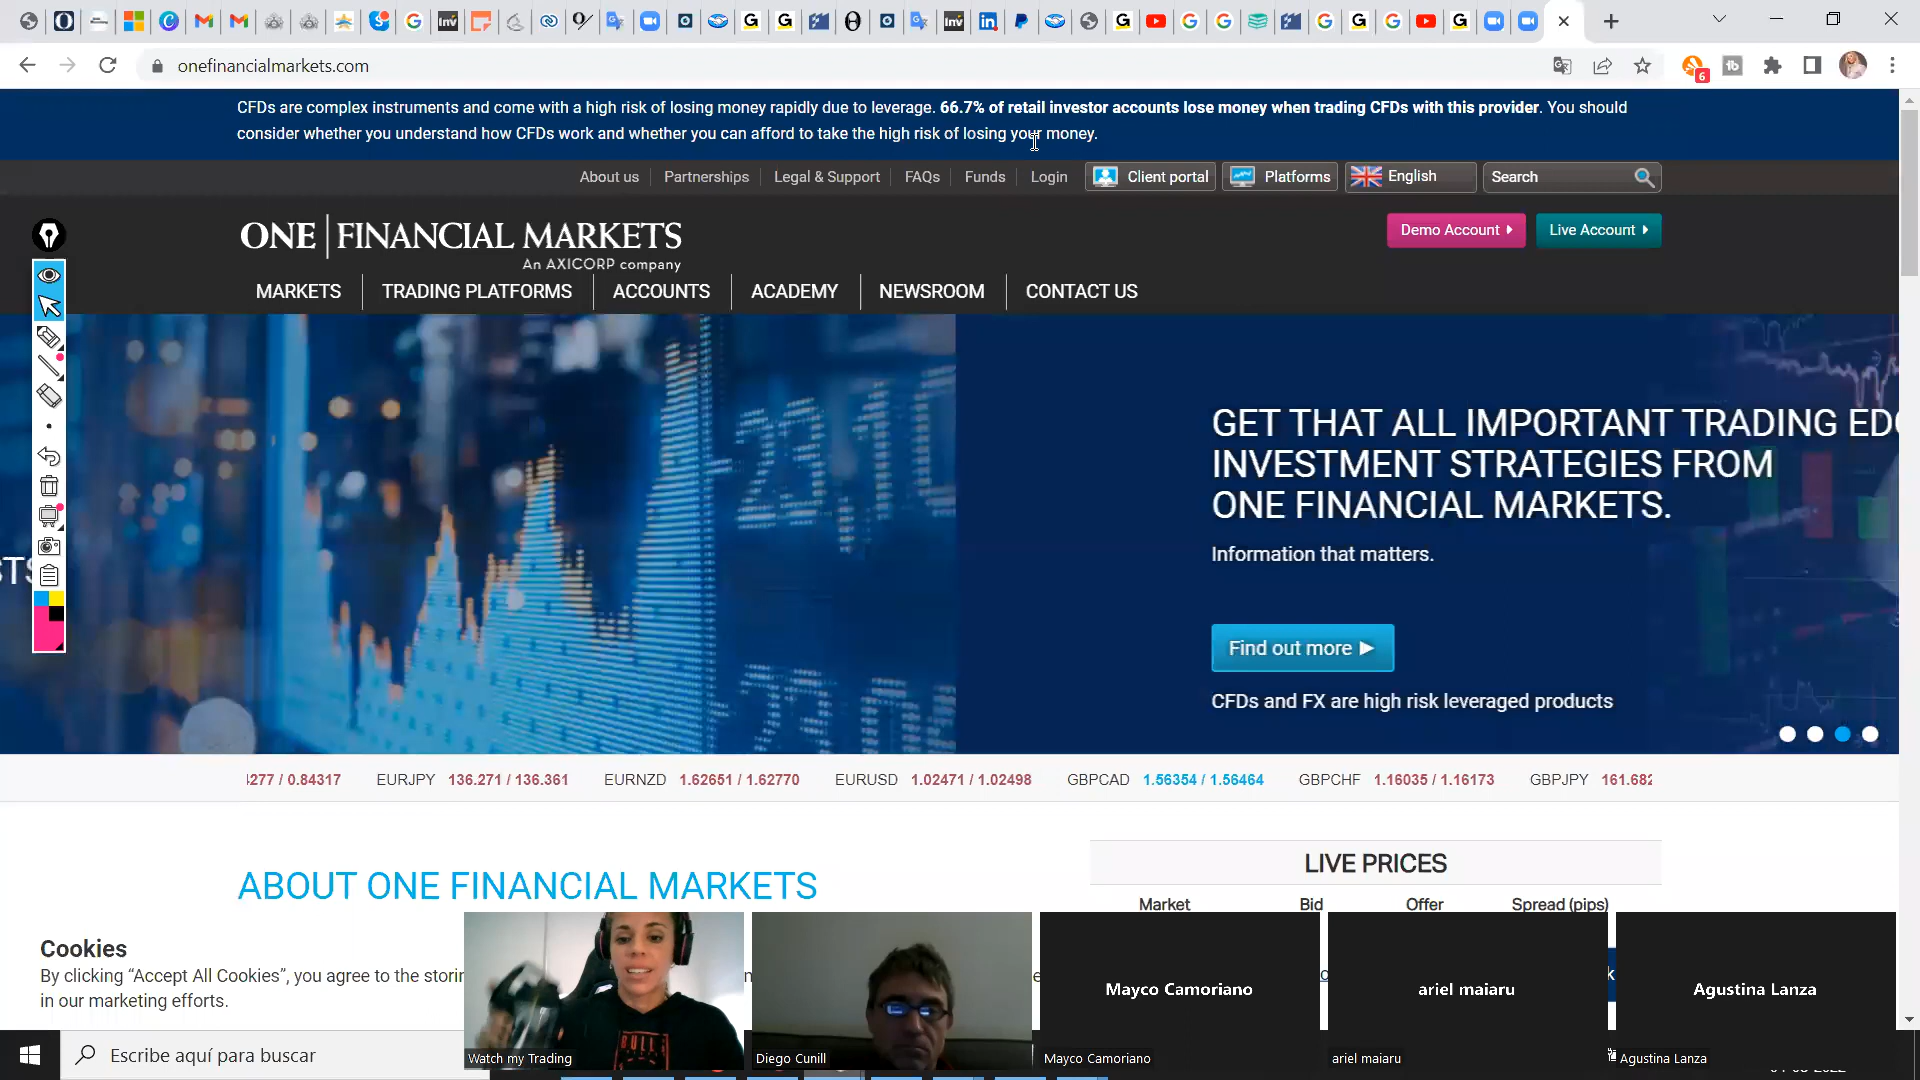 onefinancialmarkets.com
6
CFDs are complex instruments and come with a high risk of losing money rapidly due to leverage. 66.7% of retail investor accounts lose money when trading CFDs with this provider. You should
consider whether you understand how CFDs work and whether you can afford to take the high risk of losing your money.
About us
Partnerships
Legal & Support
FAQs
Funds
Login
Client portal
Platforms
English
Search
ONE FINANCIAL MARKETS
An AXICORP company
Demo Account
Live Account
MARKETS
TRADING PLATFORMS
ACCOUNTS
ACADEMY
NEWSROOM
CONTACT US
GET THAT ALL IMPORTANT TRADING
INVESTMENT STRATEGIES FROM
ONE FINANCIAL MARKETS.
Information that matters.
Find out more
CFDs and FX are high risk leveraged products
/ 0.84317 EURJPY 136.271 / 136.361 EURNZD 1.62651 / 1.62770 EURUSD 1.02471 / 1.02498 GBPCAD 1.56354 / 1.56464 GBPCHF 1.16035 / 1.16173 GBPJPY
ABOUT ONE FINANCIAL MARKETS
LIVE PRICES
Market Bid Offer Spread (pips)
Cookies
By clicking “Accept All Cookies”, you agree to the
in our marketing efforts.
Mayco Camoriano
ariel maiaru
Agustina Lanza
Watch my Trading
Diego Cunill
Mayco Camoriano
ariel maiaru
Agustina Lanza
Escribe aquí para buscar